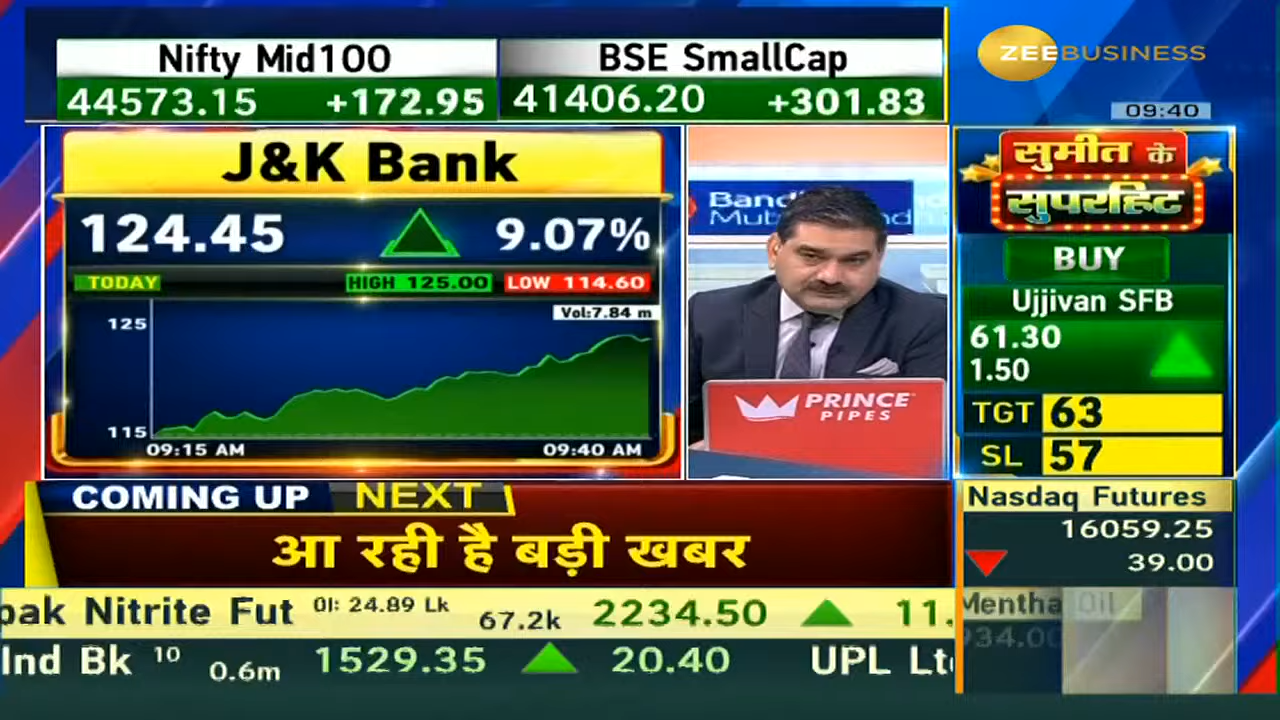 Nifty Mid100
44573.15 +172.95
BSE SmallCap
41406.20 +301.83
ZEEBUSINESS
09:40
J&K Bank
124.45 9.07%
TODAY HIGH 125.00 LOW 114.60
Vol:7.84 m
125
115
09:15 AM 09:40 AM
PRINCE
PIPES
सुमीत के
सुपरहिट
BUY
Ujjivan SFB
61.30
1.50
TGT 63
SL 57
COMING UP NEXT
आ रही है बड़ी खबर
Nasdaq Futures
16059.25
39.00
Mentha Oil
Nitrite Fut OI: 24.89 Lk 67.2k 2234.50
Ind Bk 10 0.6m 1529.35 20.40 UPL